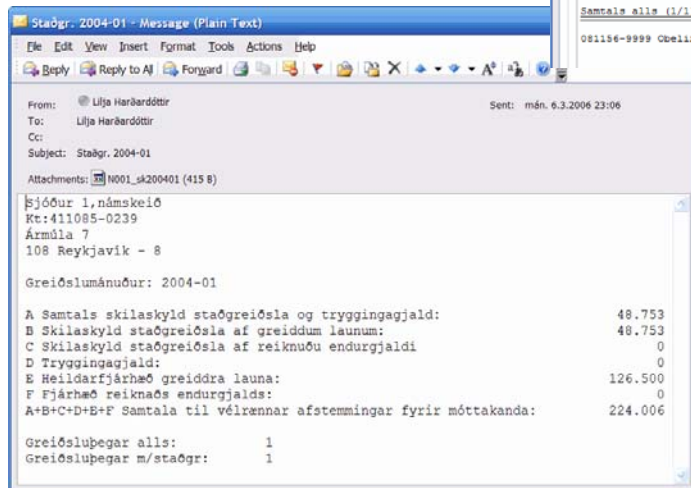 Staðgr. 2004-01 - Message (Plain Text)
File Edit View Insert Format Tools Actions Help
Reply Reply to All Forward
From: Lilja Harðardóttir Sent: mán. 6.3.2006 23:06
To: Lilja Harðardóttir
Cc:
Subject: Staðgr. 2004-01
Attachments: N001_sk200401 (415 B)
Sjóður 1,námskeið
Kt:411085-0239
Ármúla 7
108 Reykjavík - 8
Greiðslumánuður: 2004-01
A Samtals skilaskyld staðgreiðsla og tryggingagjald: 48.753
B Skilaskyld staðgreiðsla af greiddum launum: 48.753
C Skilaskyld staðgreiðsla af reiknuðu endurgjaldi 0
D Tryggingagjald: 0
E Heildarfjárhæð greiddra launa: 126.500
F Fjárhæð reiknaðs endurgjalds: 0
A+B+C+D+E+F Samtala til vélrænnar afstemmingar fyrir móttakanda: 224.006
Greiðsluþegar alls: 1
Greiðsluþegar m/staðgr: 1
Samtals alls (1/1
081156-9999